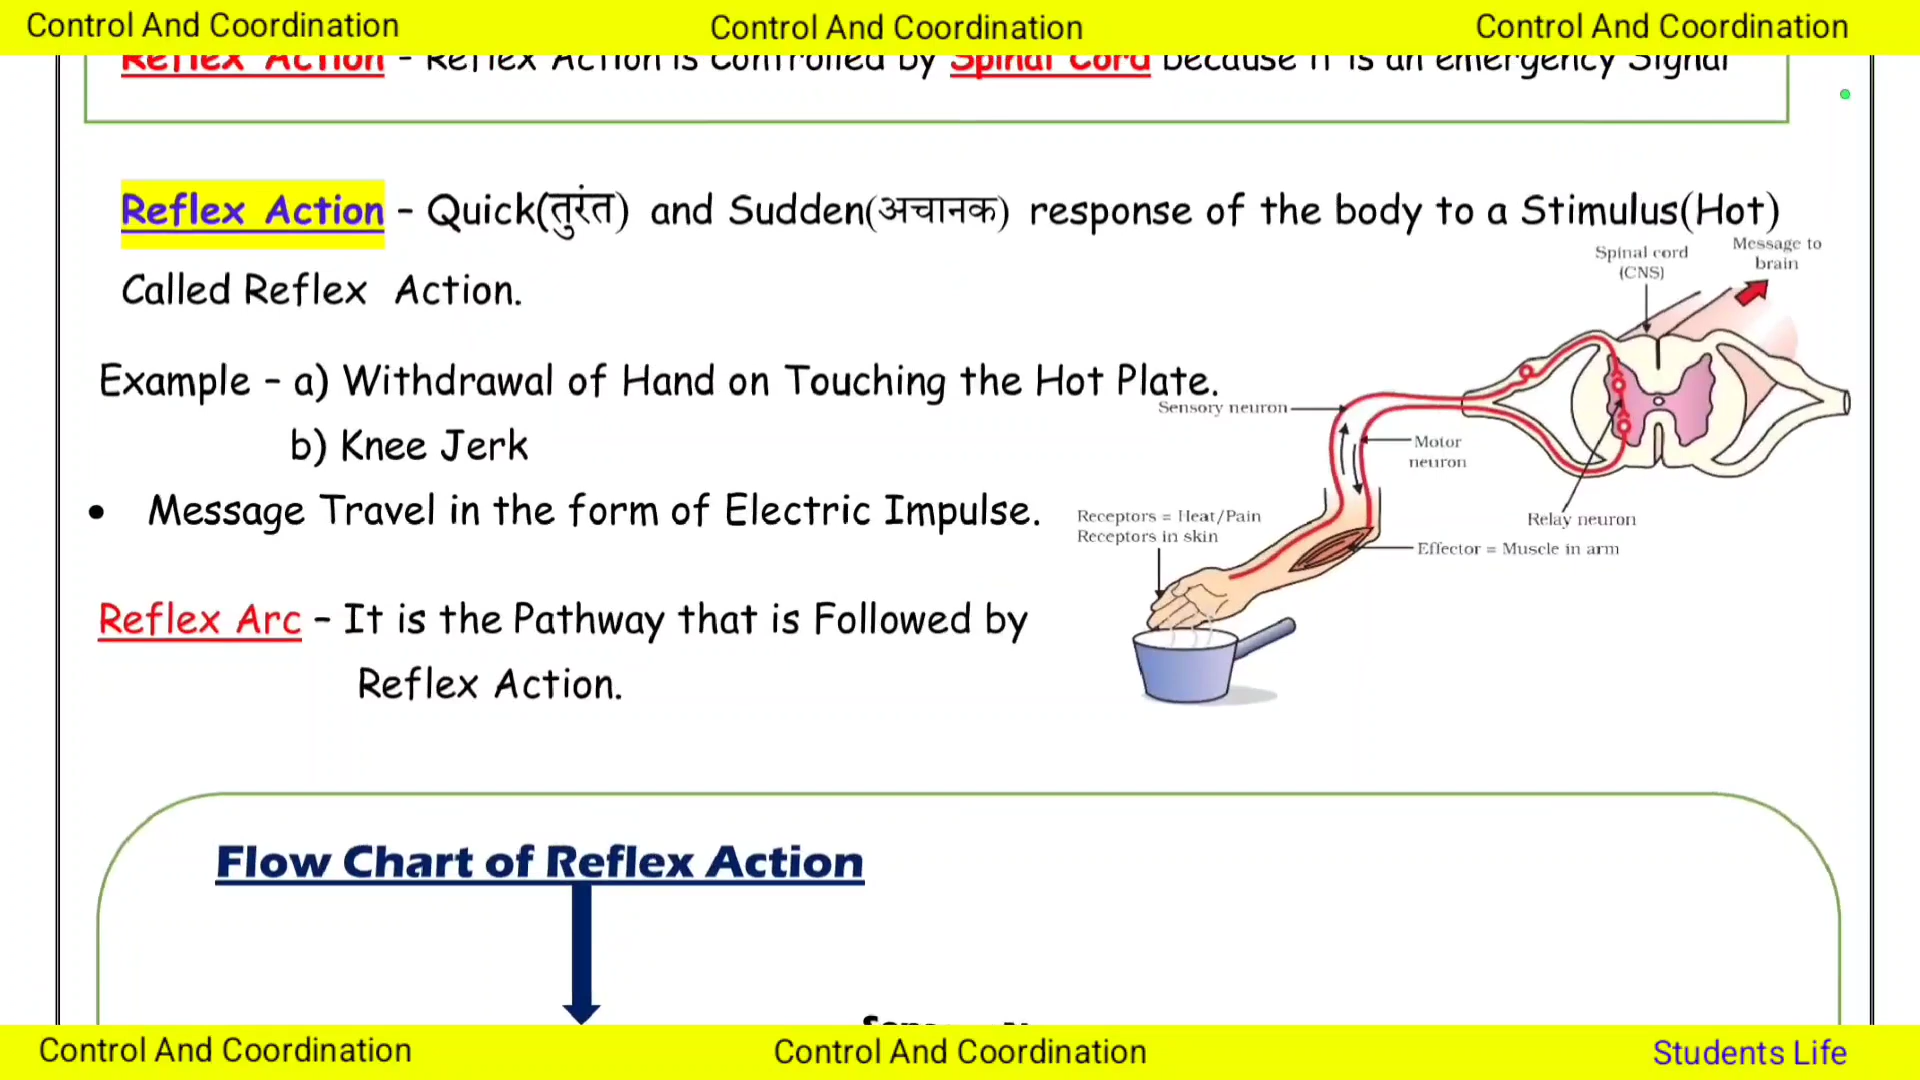 Control And Coordination
Control And Coordination
Control And Coordination
Reflex Action - Reflex Action is Controlled by Spinal Cord because it is an emergency Signal
Reflex Action - Quick(तुरंत) and Sudden(अचानक) response of the body to a Stimulus(Hot)
Called Reflex Action.
Spinal cord
(CNS)
Message to
brain
Example - a) Withdrawal of Hand on Touching the Hot Plate.
b) Knee Jerk
Sensory neuron
Motor
neuron
• Message Travel in the form of Electric Impulse.
Receptors = Heat/Pain
Receptors in skin
Relay neuron
Effector = Muscle in arm
Reflex Arc - It is the Pathway that is Followed by
Reflex Action.
Flow Chart of Reflex Action
Control And Coordination
Control And Coordination
Students Life